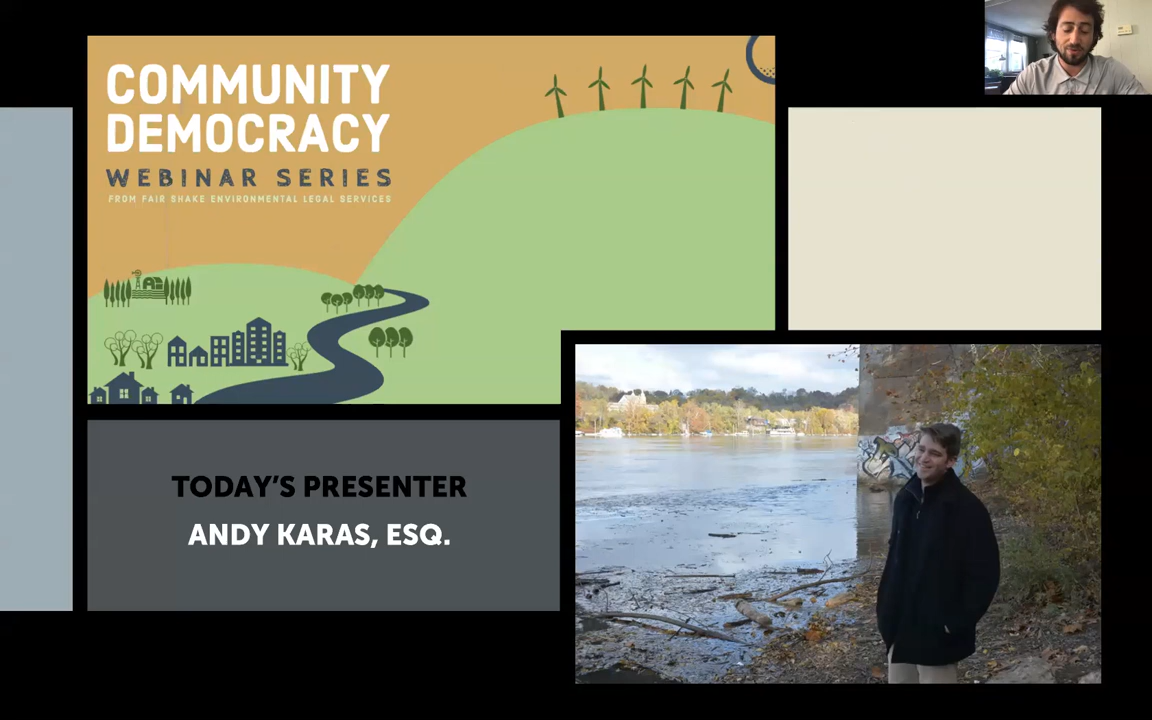 COMMUNITY
DEMOCRACY
WEBINAR SERIES
FROM FAIR SHAKE ENVIRONMENTAL LEGAL SERVICES
TODAY'S PRESENTER
ANDY KARAS, ESQ.